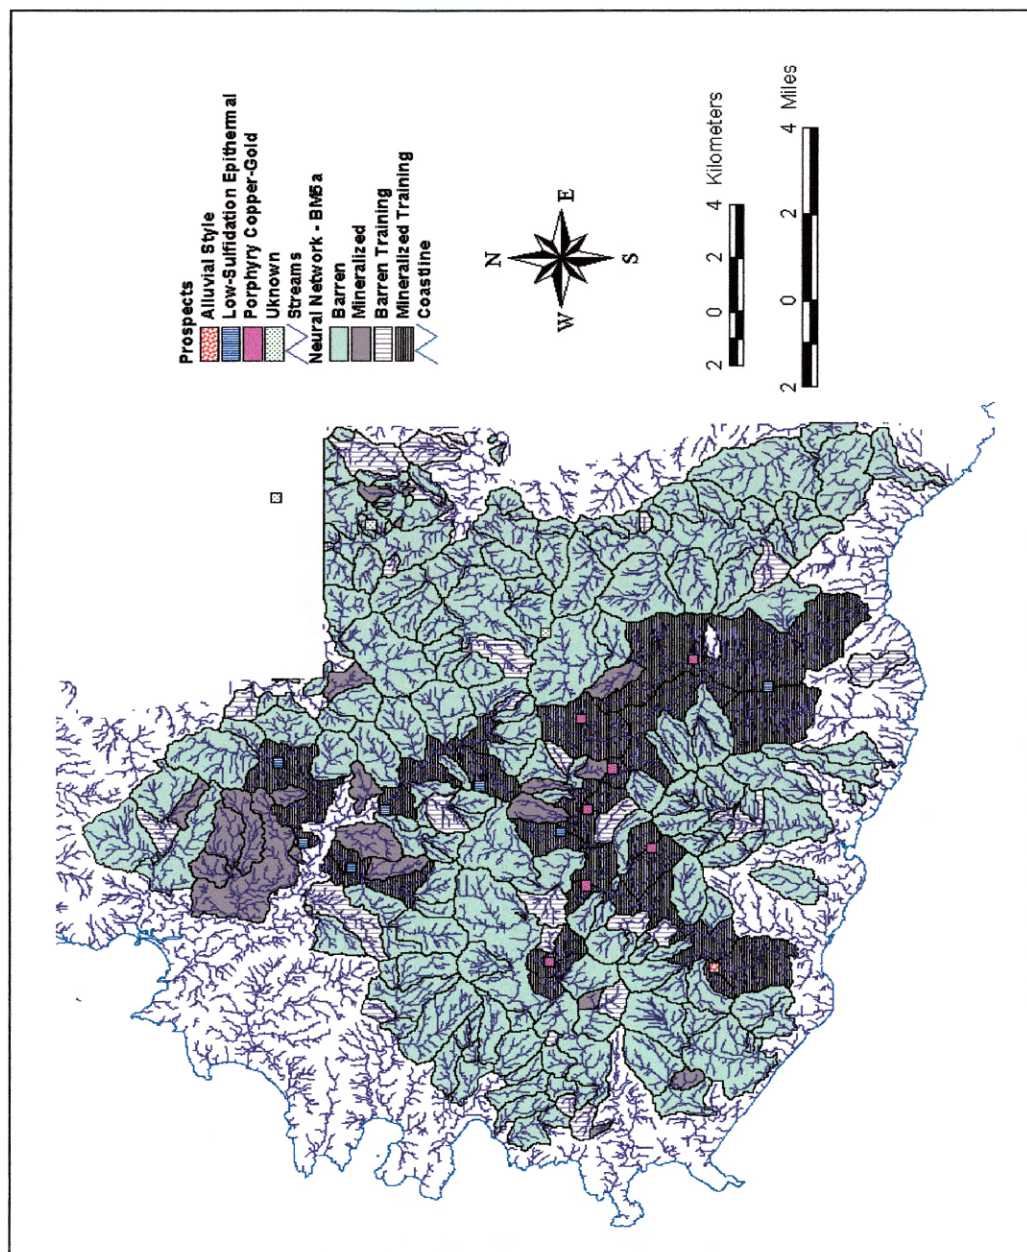 Prospects
Alluvial Style
Low-Sulfidation Epithermal
Porphyry Copper-Gold
Uknown
Streams
Neural Network - BM5a
Barren
Mineralized
Barren Training
Mineralized Training
Coastline
N
W
E
S
2 0 2 4 Kilometers
2 0 2 4 Miles